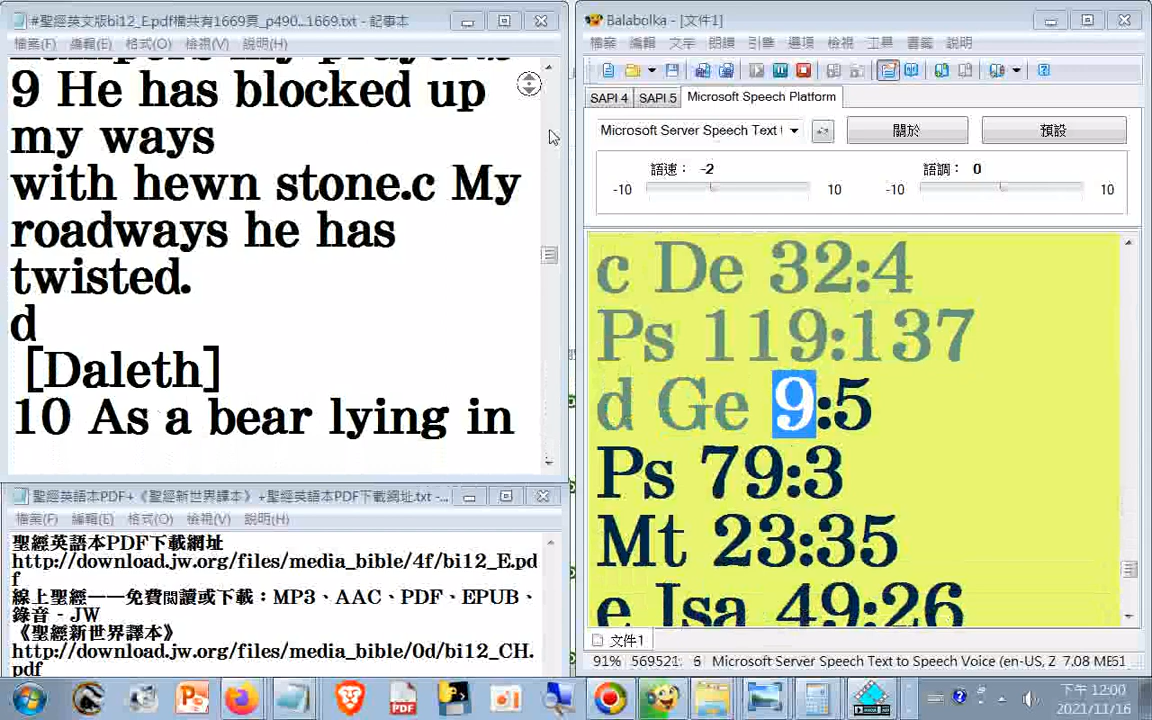 #聖經英文版bi12_E.pdf檔共有1669頁_p490...1669.txt - 記事本
檔案(F) 編輯(E) 格式(O) 檢視(V) 說明(H)
9 He has blocked up
my ways
with hewn stone.c My
roadways he has
twisted.
d
[Daleth]
10 As a bear lying in
聖經英語本PDF+《聖經新世界譯本》+聖經英語本PDF下載網址.txt -...
檔案(F) 編輯(E) 格式(O) 檢視(V) 說明(H)
聖經英語本PDF下載網址
http://download.jw.org/files/media_bible/4f/bi12_E.pd
f
線上聖經——免費閱讀或下載：MP3、AAC、PDF、EPUB、
錄音 - JW
《聖經新世界譯本》
http://download.jw.org/files/media_bible/0d/bi12_CH.
pdf
Balabolka - [文件1]
檔案 編輯 文字 朗讀 引擎 選項 檢視 工具 書籤 說明
SAPI 4 SAPI 5 Microsoft Speech Platform
Microsoft Server Speech Text 關於 預設
語速： -2 語調： 0
-10 10 -10 10
c De 32:4
Ps 119:137
d Ge 9:5
Ps 79:3
Mt 23:35
e Isa 49:26
文件1
91% 569521: 6 Microsoft Server Speech Text to Speech Voice (en-US, Z 7.08 ME51
下午 12:00
2021/11/16